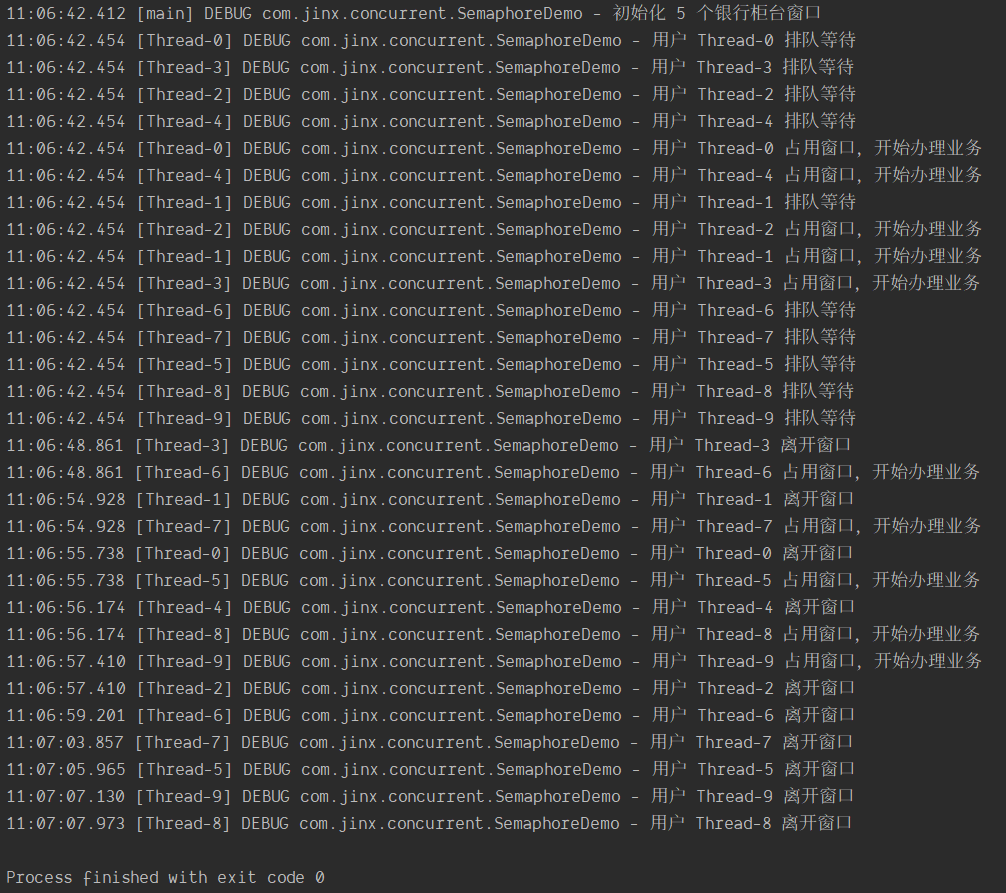 11:06:42.412 [main] DEBUG com.jinx.concurrent.SemaphoreDemo - 初始化 5 个银行柜台窗口
11:06:42.454 [Thread-0] DEBUG com.jinx.concurrent.SemaphoreDemo - 用户 Thread-0 排队等待
11:06:42.454 [Thread-3] DEBUG com.jinx.concurrent.SemaphoreDemo - 用户 Thread-3 排队等待
11:06:42.454 [Thread-2] DEBUG com.jinx.concurrent.SemaphoreDemo - 用户 Thread-2 排队等待
11:06:42.454 [Thread-4] DEBUG com.jinx.concurrent.SemaphoreDemo - 用户 Thread-4 排队等待
11:06:42.454 [Thread-0] DEBUG com.jinx.concurrent.SemaphoreDemo - 用户 Thread-0 占用窗口, 开始办理业务
11:06:42.454 [Thread-4] DEBUG com.jinx.concurrent.SemaphoreDemo - 用户 Thread-4 占用窗口, 开始办理业务
11:06:42.454 [Thread-1] DEBUG com.jinx.concurrent.SemaphoreDemo - 用户 Thread-1 排队等待
11:06:42.454 [Thread-2] DEBUG com.jinx.concurrent.SemaphoreDemo - 用户 Thread-2 占用窗口, 开始办理业务
11:06:42.454 [Thread-1] DEBUG com.jinx.concurrent.SemaphoreDemo - 用户 Thread-1 占用窗口, 开始办理业务
11:06:42.454 [Thread-3] DEBUG com.jinx.concurrent.SemaphoreDemo - 用户 Thread-3 占用窗口, 开始办理业务
11:06:42.454 [Thread-6] DEBUG com.jinx.concurrent.SemaphoreDemo - 用户 Thread-6 排队等待
11:06:42.454 [Thread-7] DEBUG com.jinx.concurrent.SemaphoreDemo - 用户 Thread-7 排队等待
11:06:42.454 [Thread-5] DEBUG com.jinx.concurrent.SemaphoreDemo - 用户 Thread-5 排队等待
11:06:42.454 [Thread-8] DEBUG com.jinx.concurrent.SemaphoreDemo - 用户 Thread-8 排队等待
11:06:42.454 [Thread-9] DEBUG com.jinx.concurrent.SemaphoreDemo - 用户 Thread-9 排队等待
11:06:48.861 [Thread-3] DEBUG com.jinx.concurrent.SemaphoreDemo - 用户 Thread-3 离开窗口
11:06:48.861 [Thread-6] DEBUG com.jinx.concurrent.SemaphoreDemo - 用户 Thread-6 占用窗口, 开始办理业务
11:06:54.928 [Thread-1] DEBUG com.jinx.concurrent.SemaphoreDemo - 用户 Thread-1 离开窗口
11:06:54.928 [Thread-7] DEBUG com.jinx.concurrent.SemaphoreDemo - 用户 Thread-7 占用窗口, 开始办理业务
11:06:55.738 [Thread-0] DEBUG com.jinx.concurrent.SemaphoreDemo - 用户 Thread-0 离开窗口
11:06:55.738 [Thread-5] DEBUG com.jinx.concurrent.SemaphoreDemo - 用户 Thread-5 占用窗口, 开始办理业务
11:06:56.174 [Thread-4] DEBUG com.jinx.concurrent.SemaphoreDemo - 用户 Thread-4 离开窗口
11:06:56.174 [Thread-8] DEBUG com.jinx.concurrent.SemaphoreDemo - 用户 Thread-8 占用窗口, 开始办理业务
11:06:57.410 [Thread-9] DEBUG com.jinx.concurrent.SemaphoreDemo - 用户 Thread-9 占用窗口, 开始办理业务
11:06:57.410 [Thread-2] DEBUG com.jinx.concurrent.SemaphoreDemo - 用户 Thread-2 离开窗口
11:06:59.201 [Thread-6] DEBUG com.jinx.concurrent.SemaphoreDemo - 用户 Thread-6 离开窗口
11:07:03.857 [Thread-7] DEBUG com.jinx.concurrent.SemaphoreDemo - 用户 Thread-7 离开窗口
11:07:05.965 [Thread-5] DEBUG com.jinx.concurrent.SemaphoreDemo - 用户 Thread-5 离开窗口
11:07:07.130 [Thread-9] DEBUG com.jinx.concurrent.SemaphoreDemo - 用户 Thread-9 离开窗口
11:07:07.973 [Thread-8] DEBUG com.jinx.concurrent.SemaphoreDemo - 用户 Thread-8 离开窗口
Process finished with exit code 0